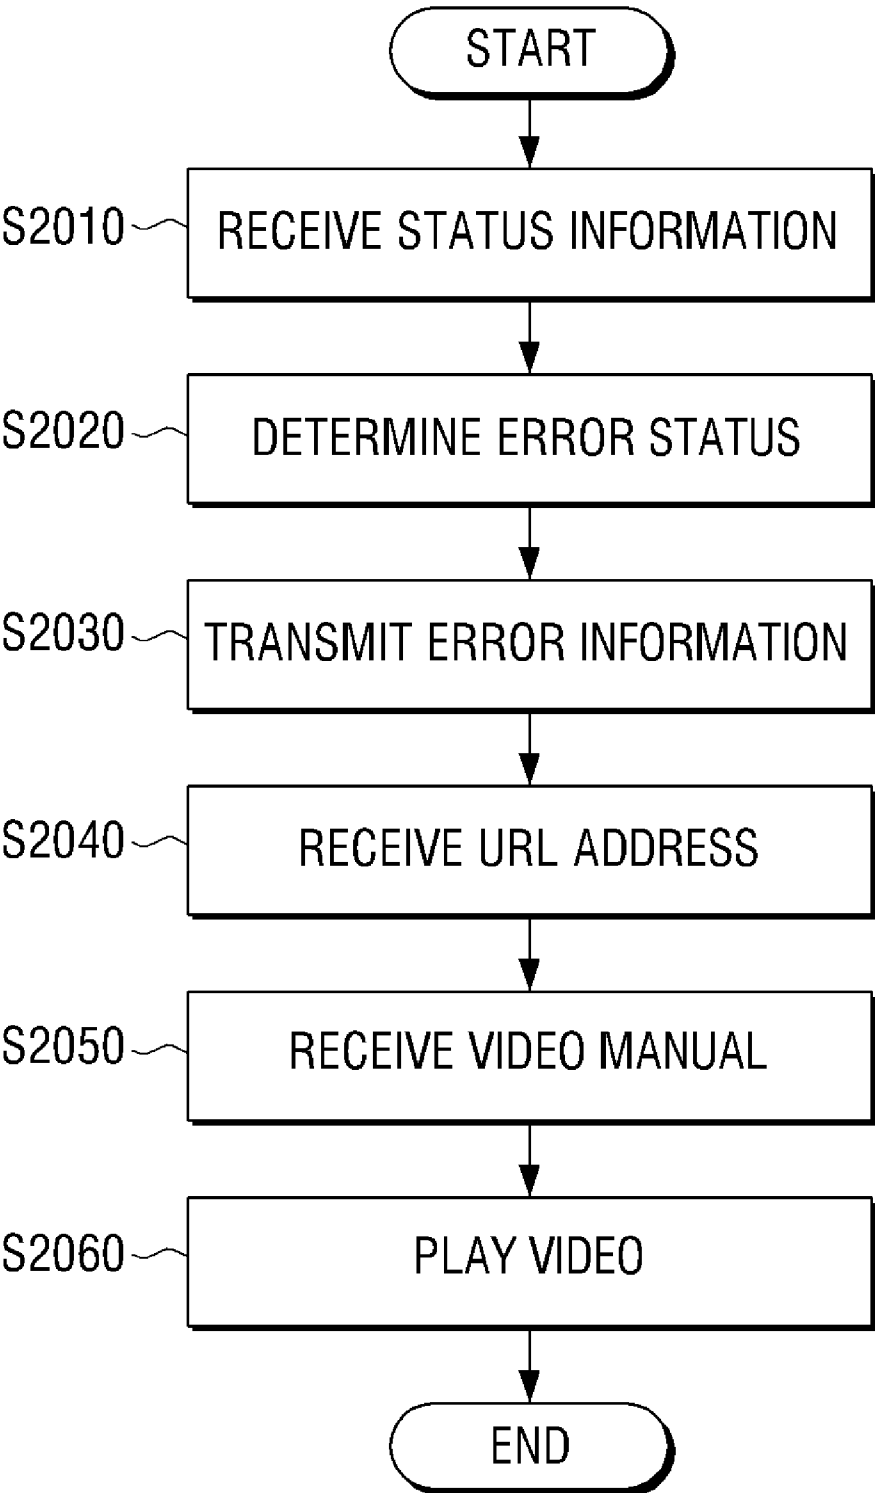 START
S2010 RECEIVE STATUS INFORMATION
S2020 DETERMINE ERROR STATUS
S2030 TRANSMIT ERROR INFORMATION
S2040 RECEIVE URL ADDRESS
S2050 RECEIVE VIDEO MANUAL
S2060 PLAY VIDEO
END